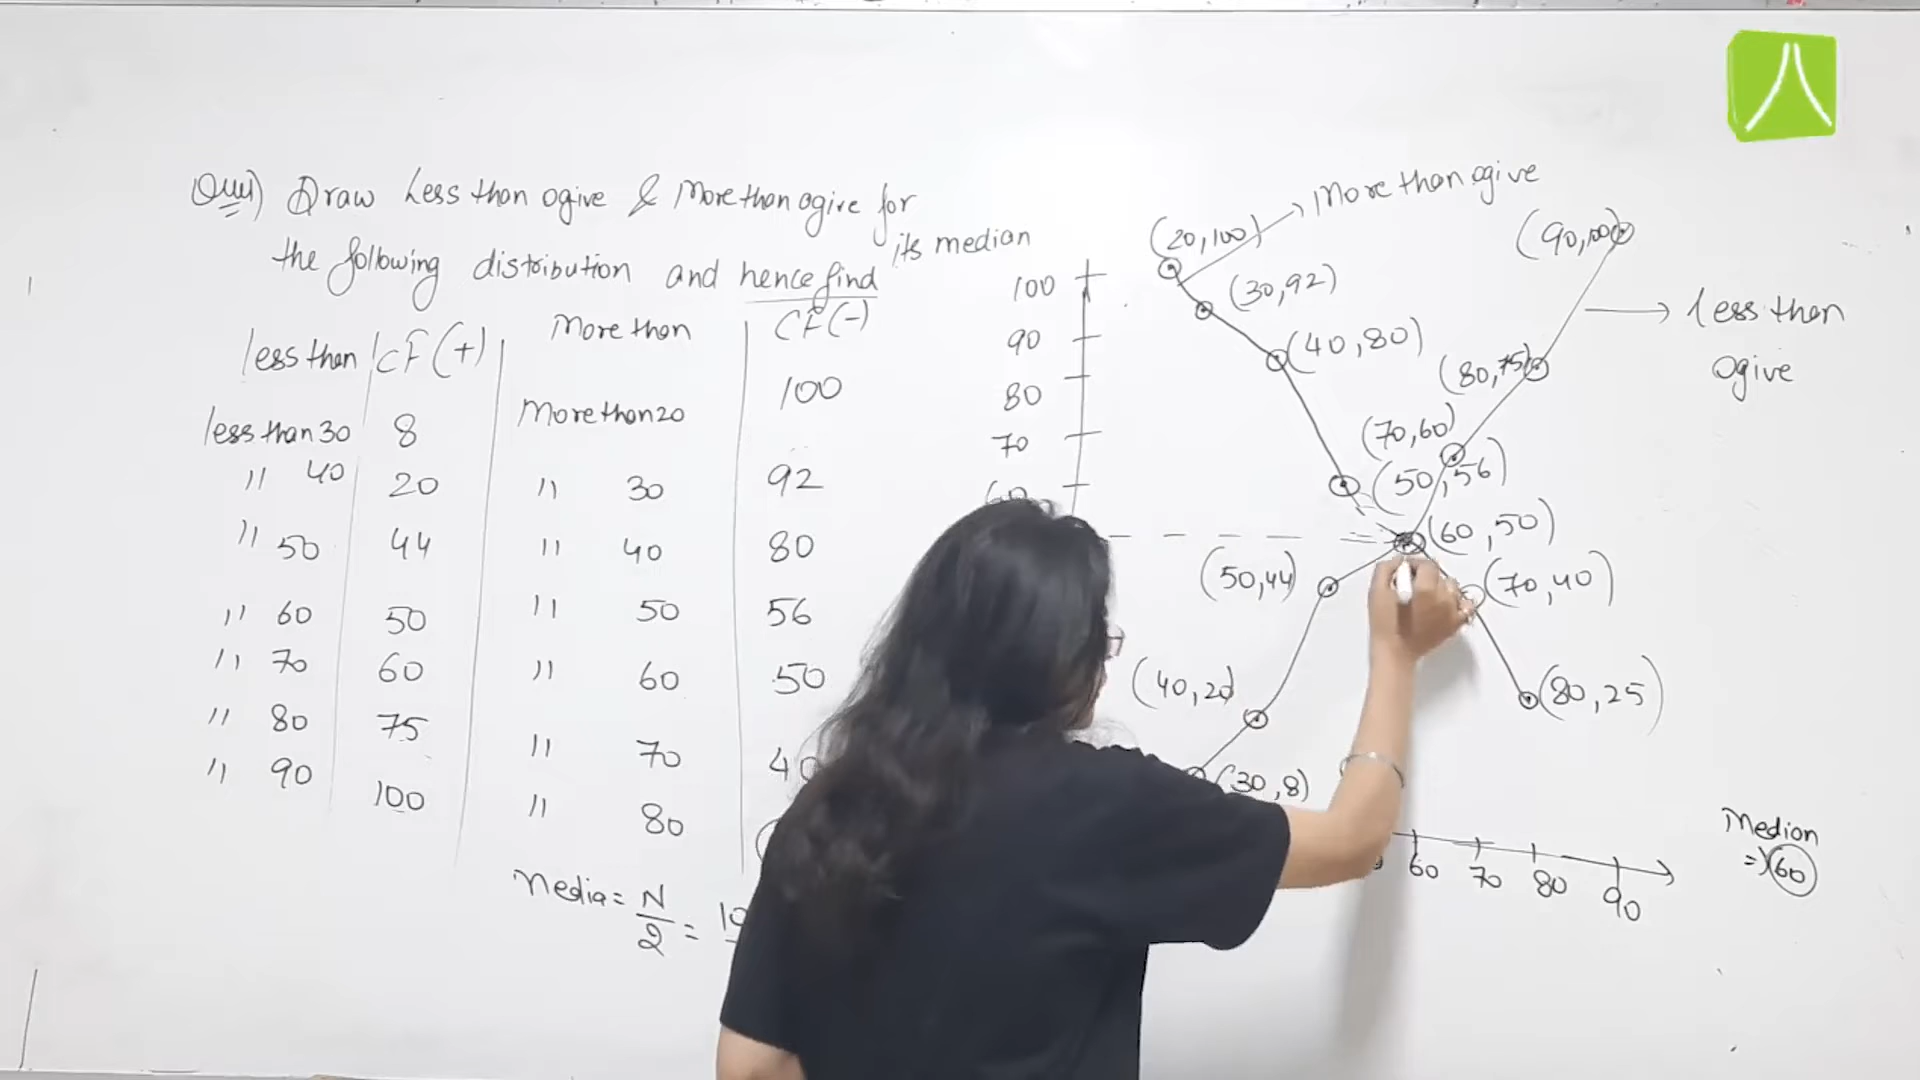 Ques) Draw Less than ogive & More than ogive for
the following distribution and hence find its median
less than CF(+) More than CF(-)
less than 30 8 More than 20 100
" 40 20 " 30 92
" 50 44 " 40 80
" 60 50 " 50 56
" 70 60 " 60 50
" 80 75 " 70 40
" 90 100 " 80
Media = N/2 =
100
90
80
70
60
(20,100) → More than ogive
(90,100)
(30,92)
→ less than
ogive
(40,80)
(80,75)
(70,60)
(50,56)
(60,50)
(50,44)
(70,40)
(40,20)
(80,25)
(30,8)
60 70 80 90
Median
=> 60